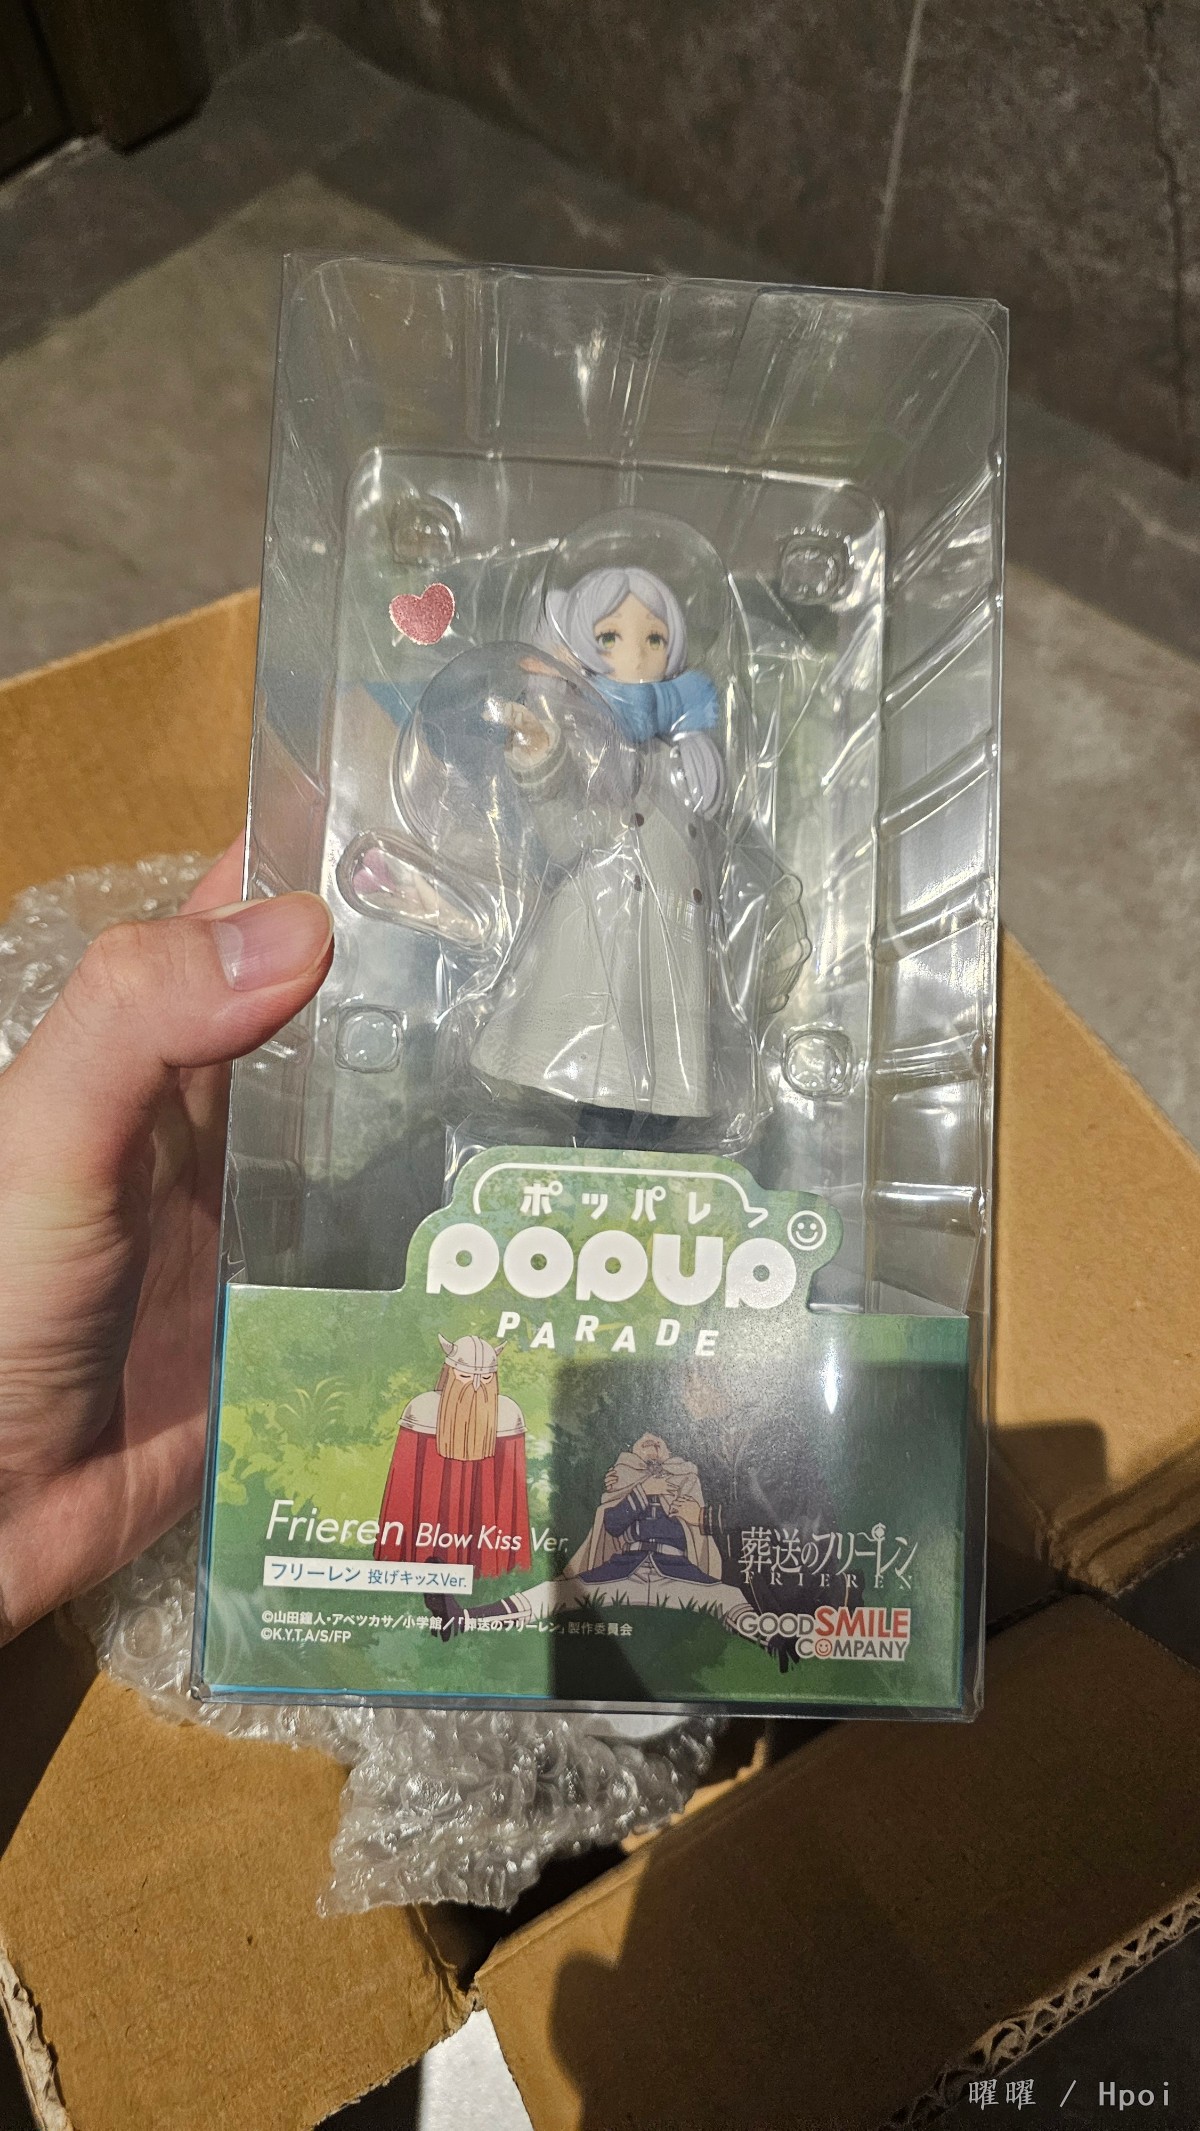 ポッパレ
POPUP
PARADE
Frieren Blow Kiss Ver.
フリーレン 投げキッスVer.
葬送のフリーレン
FRIEREN
©山田鐘人・アベツカサ/小学館/「葬送のフリーレン」製作委員会
©K.Y.T.A/S/FP
GOODSMILE
COMPANY
曜曜 / Hpoi